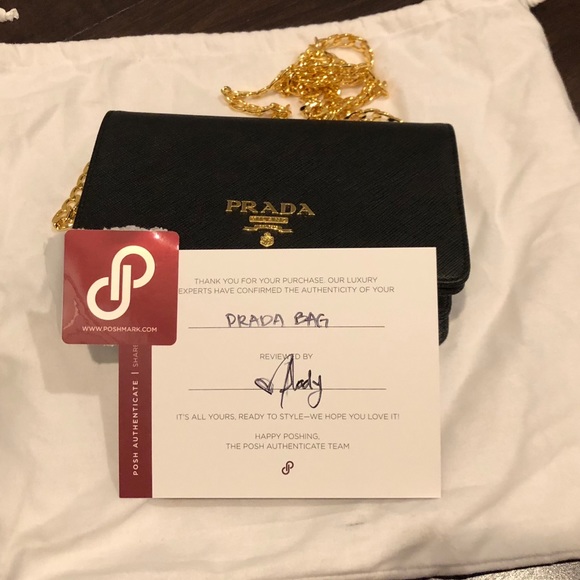 PRADA
MILANO
WWW.POSHMARK.COM
THANK YOU FOR YOUR PURCHASE. OUR LUXURY
EXPERTS HAVE CONFIRMED THE AUTHENTICITY OF YOUR
PRADA BAG
REVIEWED BY
IT'S ALL YOURS, READY TO STYLE—WE HOPE YOU LOVE IT!
HAPPY POSHING,
THE POSH AUTHENTICATE TEAM
POSH AUTHENTICATE | SHAR